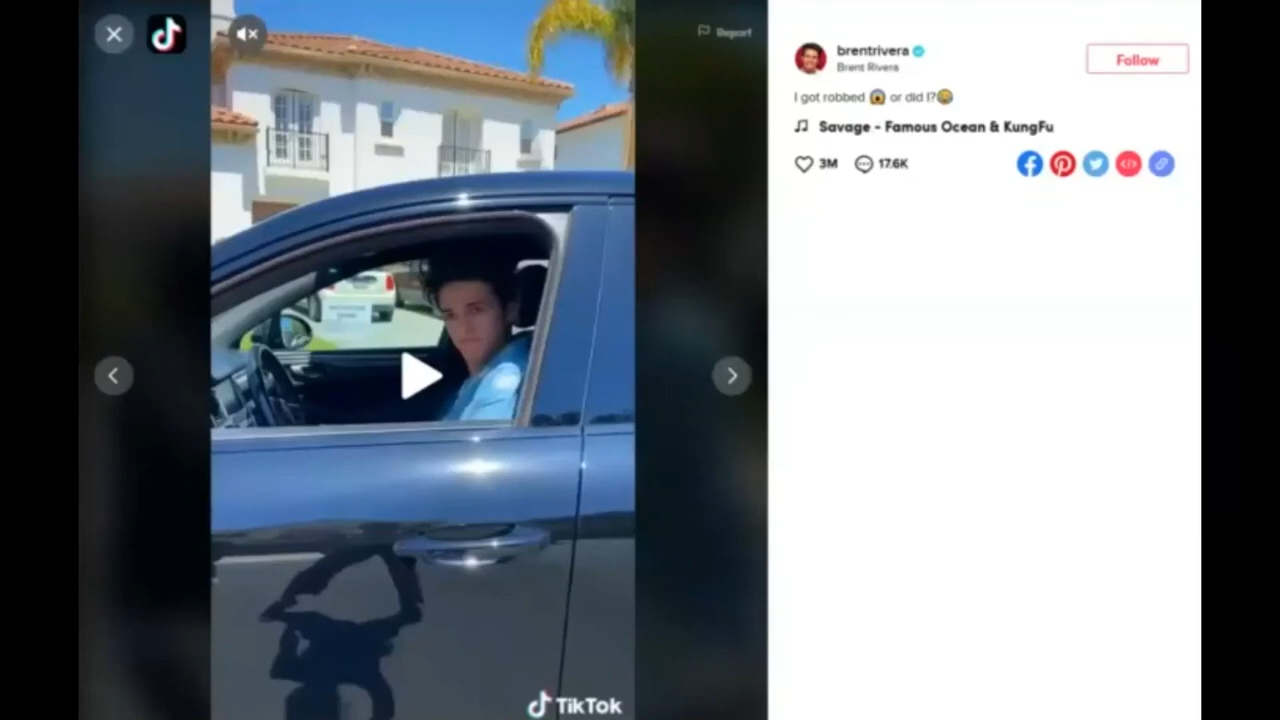 Report
brentrivera
Brent Rivera
Follow
I got robbed 😱 or did I?😂
Savage - Famous Ocean & KungFu
3M
17.6K
TikTok